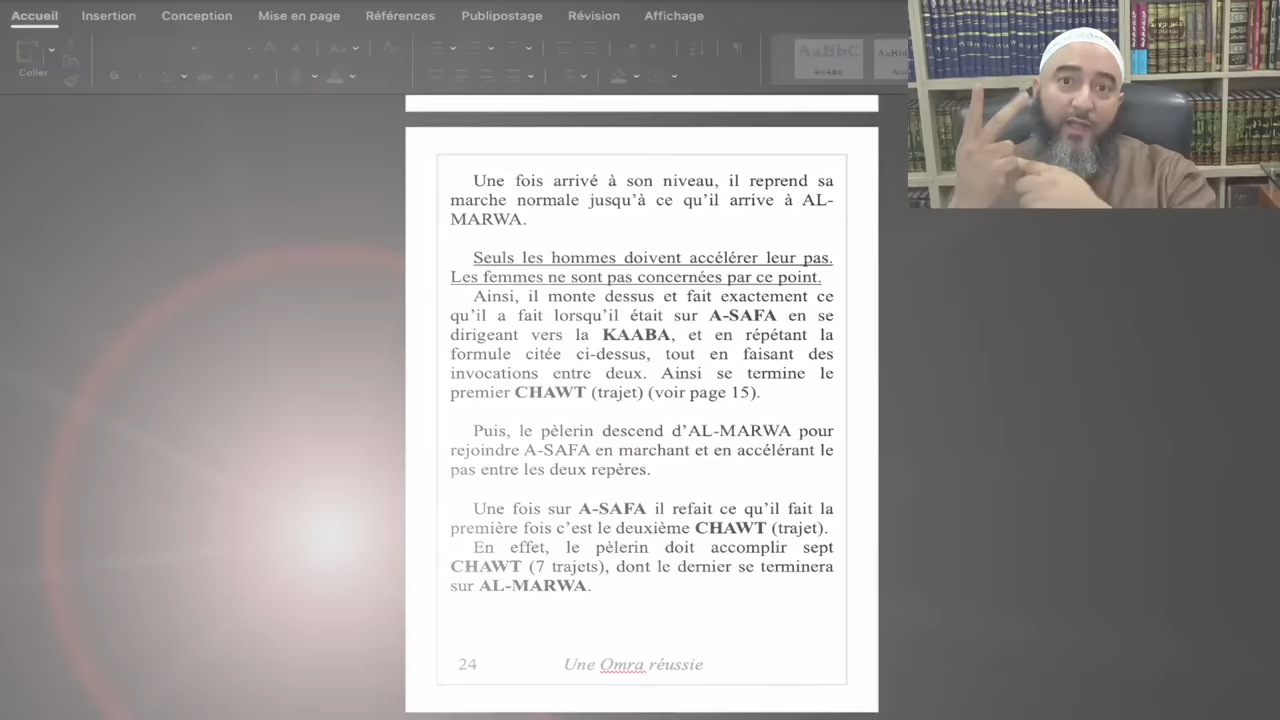 Accueil Insertion Conception Mise en page Références Publipostage Révision Affichage
Coller
G
AaBbC
AaBb
Une fois arrivé à son niveau, il reprend sa
marche normale jusqu’à ce qu’il arrive à AL-
MARWA.
Seuls les hommes doivent accélérer leur pas.
Les femmes ne sont pas concernées par ce point.
Ainsi, il monte dessus et fait exactement ce
qu’il a fait lorsqu’il était sur A-SAFA en se
dirigeant vers la KAABA, et en répétant la
formule citée ci-dessus, tout en faisant des
invocations entre deux. Ainsi se termine le
premier CHAWT (trajet) (voir page 15).
Puis, le pèlerin descend d’AL-MARWA pour
rejoindre A-SAFA en marchant et en accélérant le
pas entre les deux repères.
Une fois sur A-SAFA il refait ce qu’il fait la
première fois c’est le deuxième CHAWT (trajet).
En effet, le pèlerin doit accomplir sept
CHAWT (7 trajets), dont le dernier se terminera
sur AL-MARWA.
24 Une Omra réussie